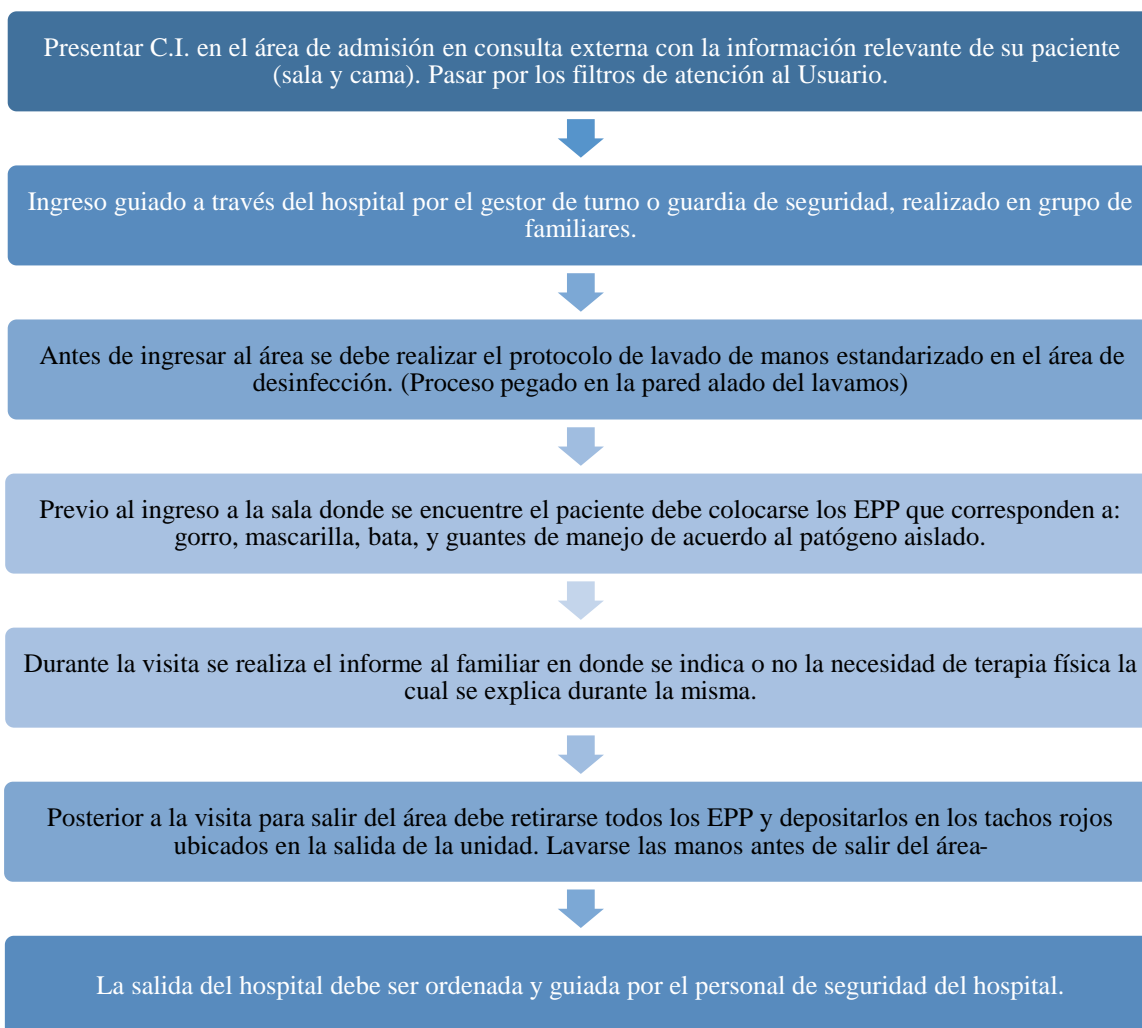 Presentar C.I. en el área de admisión en consulta externa con la información relevante de su paciente
(sala y cama). Pasar por los filtros de atención al Usuario.
Ingreso guiado a través del hospital por el gestor de turno o guardia de seguridad, realizado en grupo de
familiares.
Antes de ingresar al área se debe realizar el protocolo de lavado de manos estandarizado en el área de
desinfección. (Proceso pegado en la pared alado del lavamos)
Previo al ingreso a la sala donde se encuentre el paciente debe colocarse los EPP que corresponden a:
gorro, mascarilla, bata, y guantes de manejo de acuerdo al patógeno aislado.
Durante la visita se realiza el informe al familiar en donde se indica o no la necesidad de terapia física la
cual se explica durante la misma.
Posterior a la visita para salir del área debe retirarse todos los EPP y depositarlos en los tachos rojos
ubicados en la salida de la unidad. Lavarse las manos antes de salir del área-
La salida del hospital debe ser ordenada y guiada por el personal de seguridad del hospital.